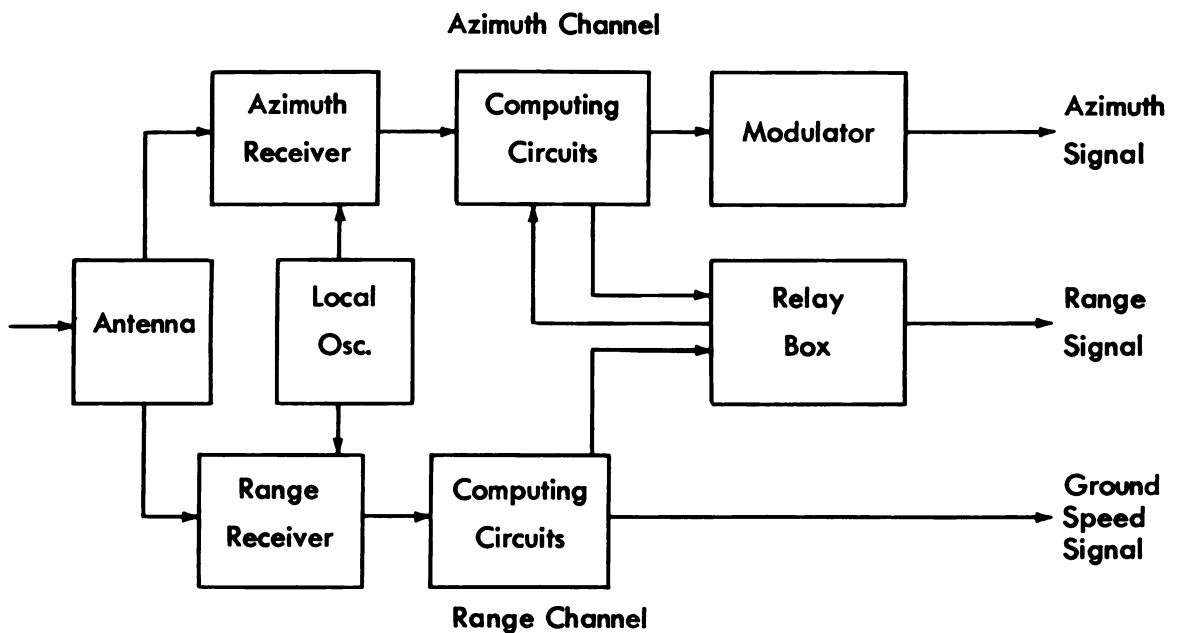 Azimuth Channel
Azimuth
Receiver
Computing
Circuits
Modulator
Azimuth
Signal
Antenna
Local
Osc.
Relay
Box
Range
Signal
Range
Receiver
Computing
Circuits
Ground
Speed
Signal
Range Channel